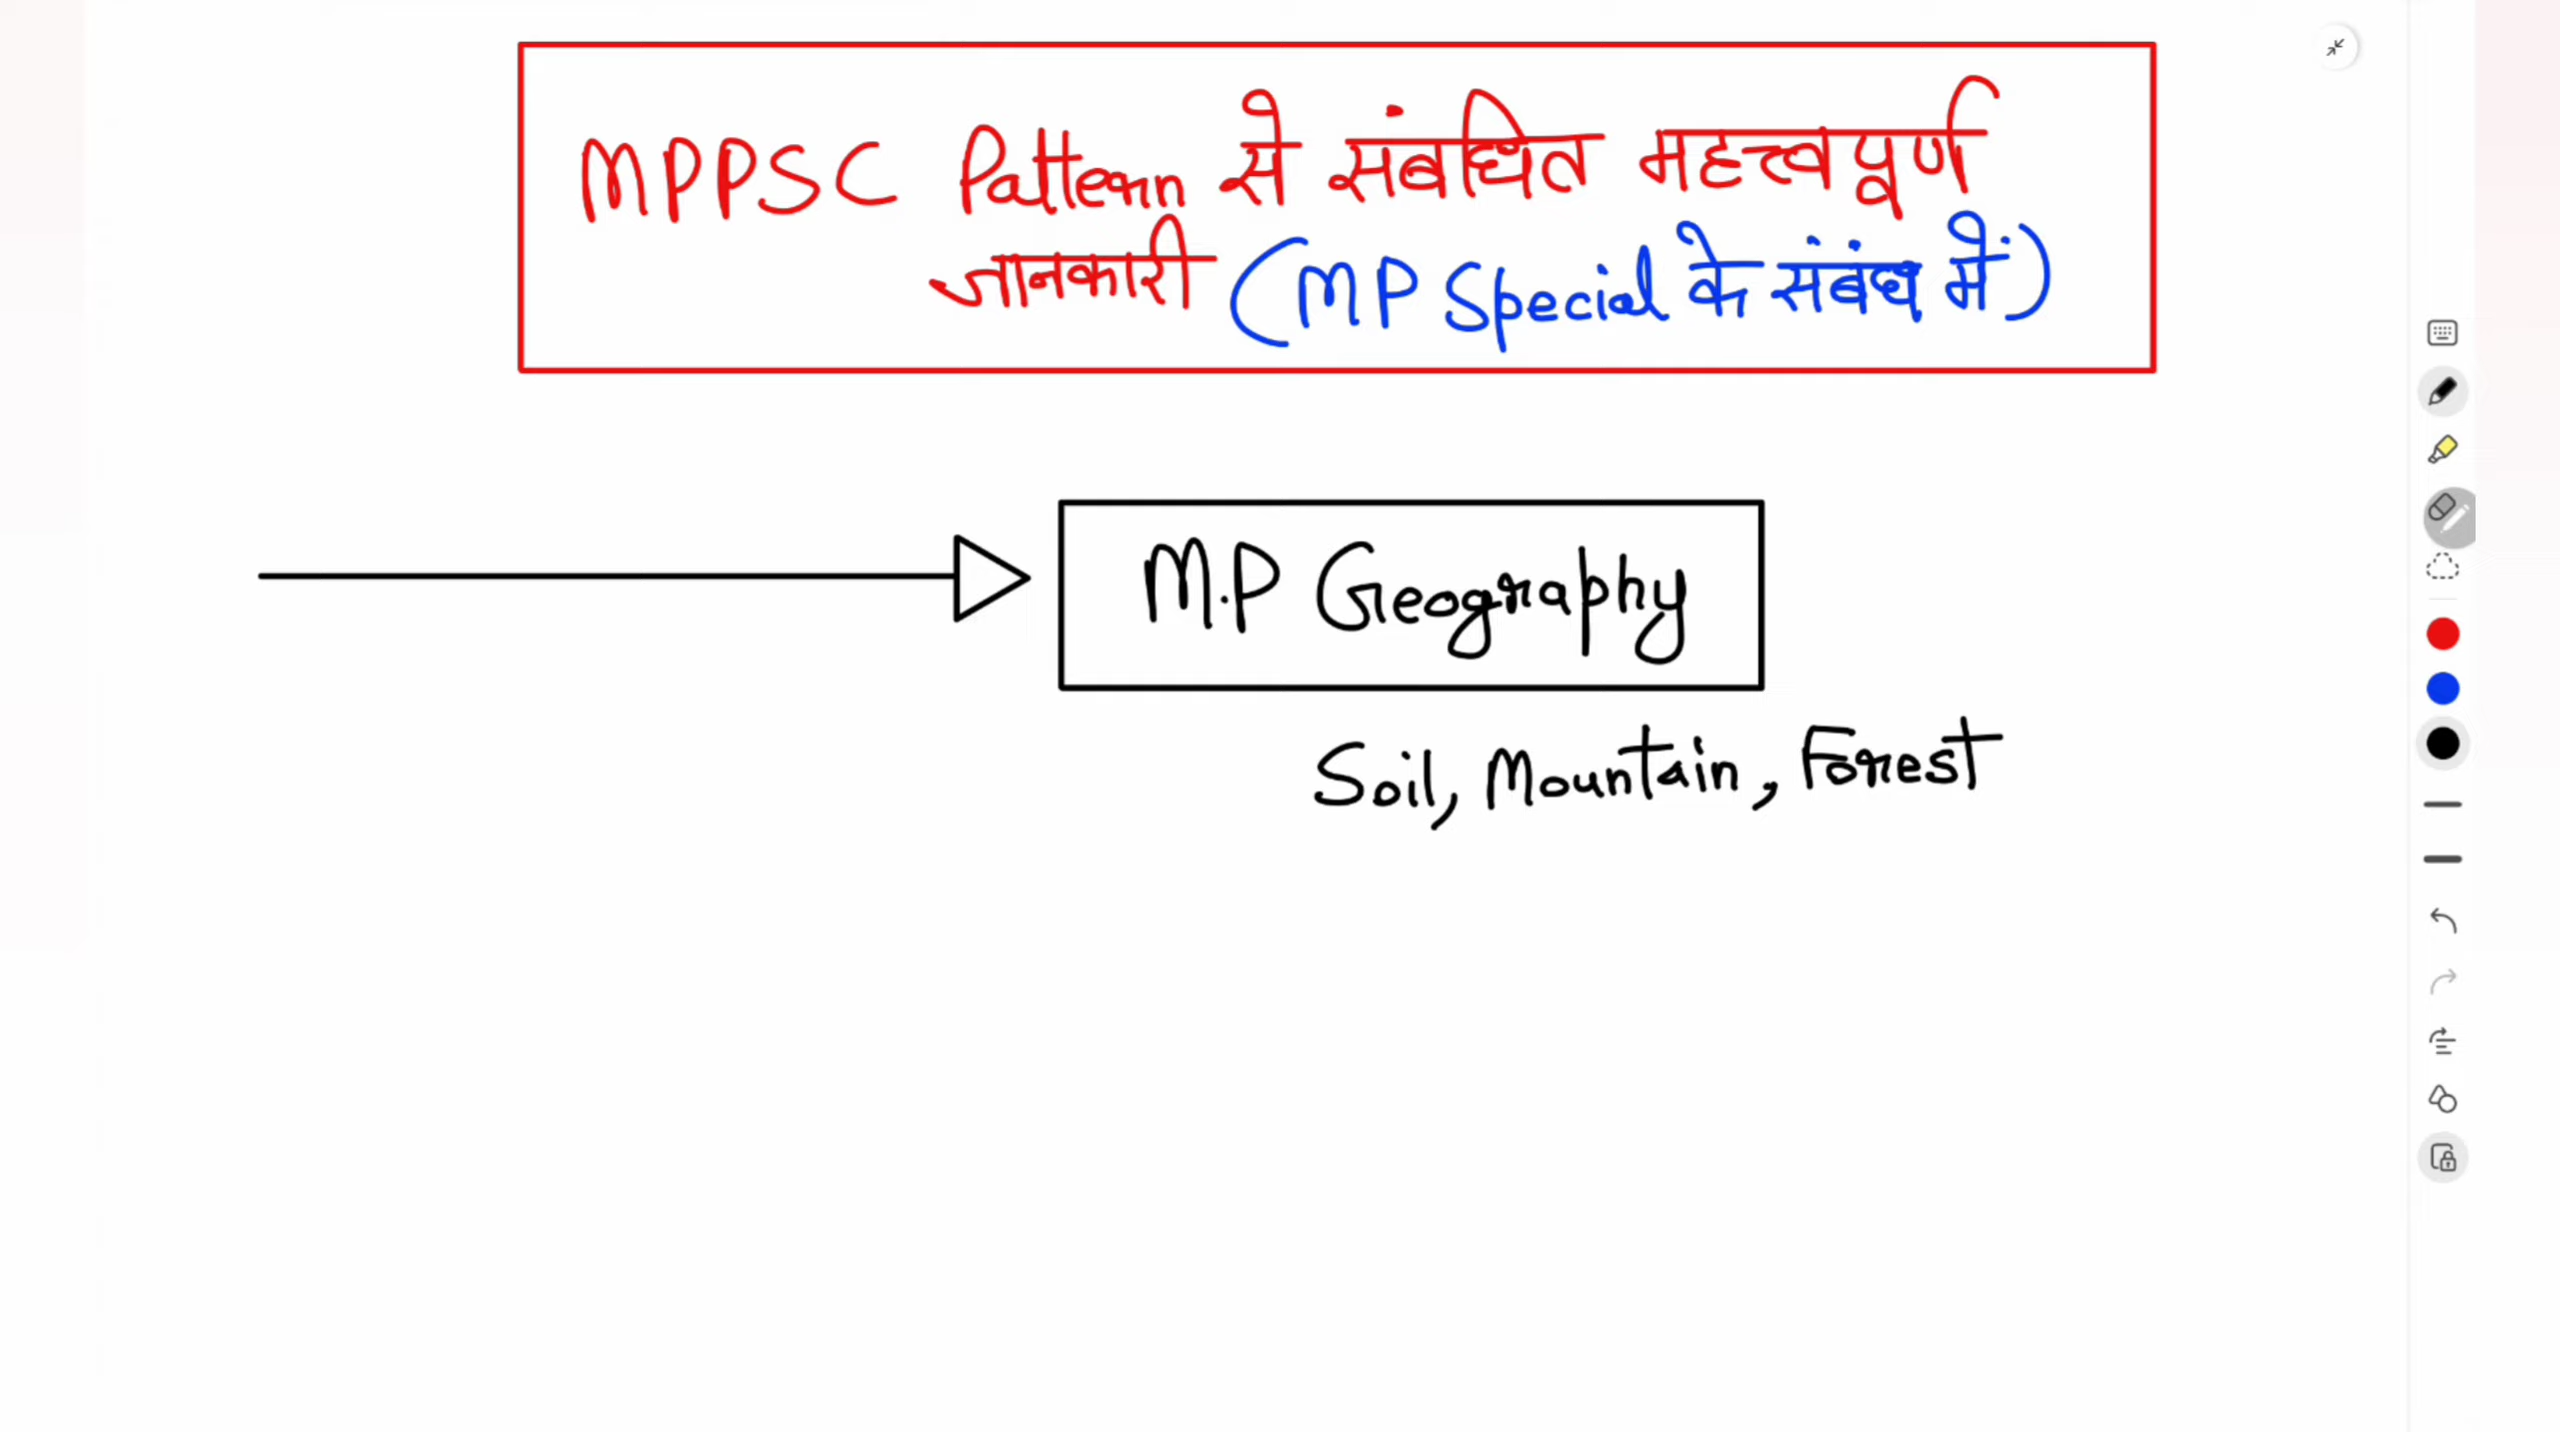 MPPSC Pattern से संबंधित महत्त्वपूर्ण
जानकारी (MP Special के संबंध में)
M.P Geography
Soil, Mountain, Forest